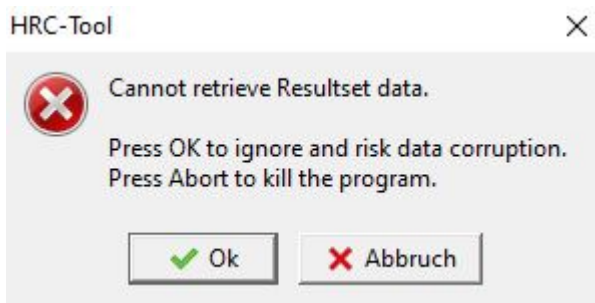 HRC-Tool
Cannot retrieve Resultset data.
Press OK to ignore and risk data corruption.
Press Abort to kill the program.
Ok
Abbruch